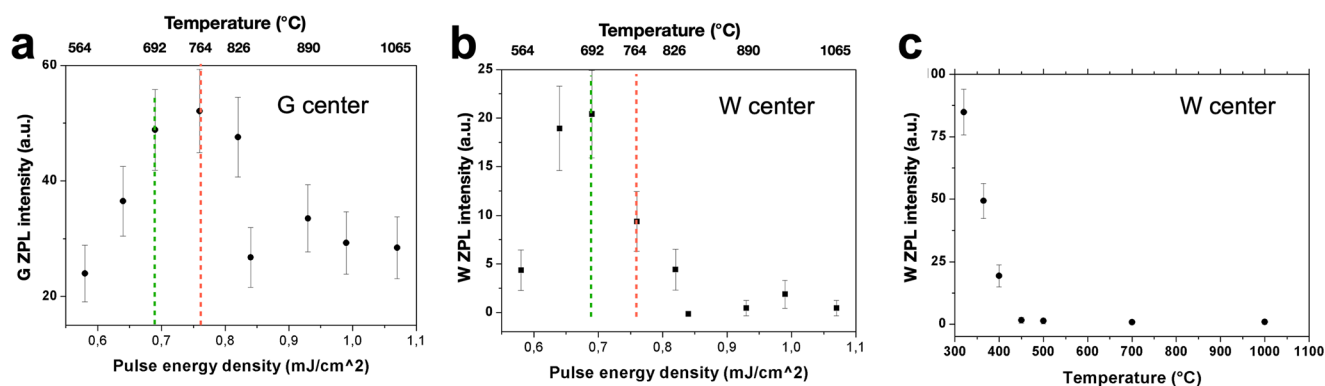 a
Temperature (°C)
564 692 764 826 890 1065
60
40
20
G ZPL intensity (a.u.)
G center
0,6 0,7 0,8 0,9 1,0 1,1
Pulse energy density (mJ/cm^2)
b
Temperature (°C)
564 692 764 826 890 1065
25
20
15
10
5
0
W ZPL intensity (a.u.)
W center
0,6 0,7 0,8 0,9 1,0 1,1
Pulse energy density (mJ/cm^2)
c
00
75
50
25
00
W ZPL intensity (a.u.)
W center
300 400 500 600 700 800 900 1000 1100
Temperature (°C)